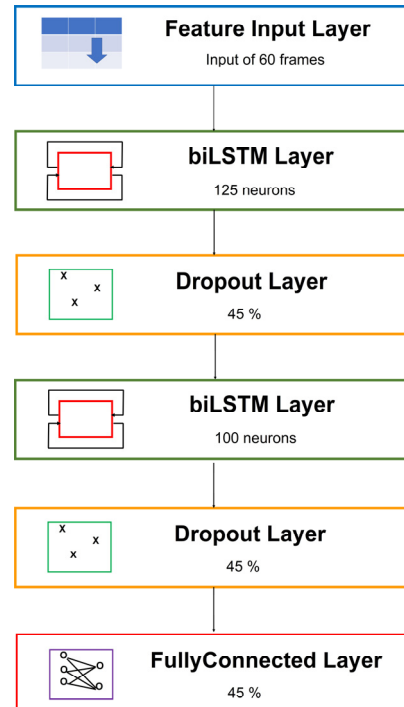 Feature Input Layer
Input of 60 frames
biLSTM Layer
125 neurons
Dropout Layer
45 %
biLSTM Layer
100 neurons
Dropout Layer
45 %
FullyConnected Layer
45 %